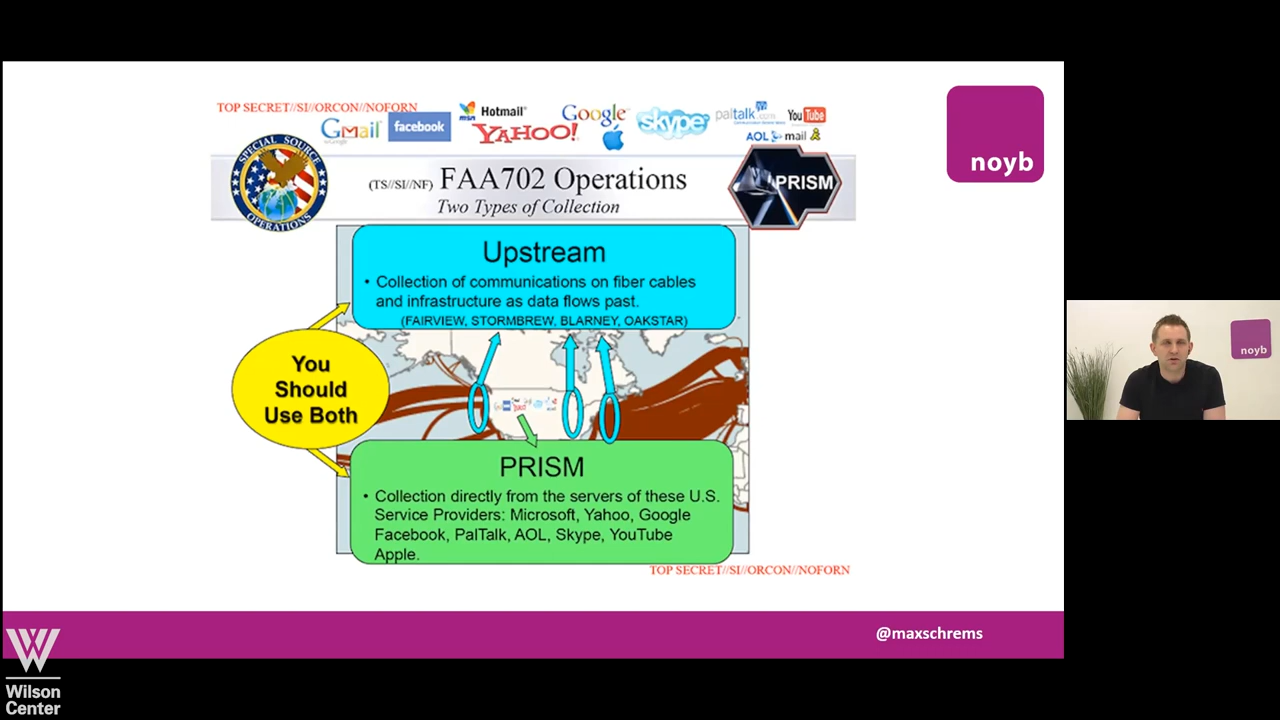 TOP SECRET//SI//ORCON//NOFORN
Gmail
facebook
msn
Hotmail
YAHOO!
Google
skype
paltalk.com
YouTube
AOL
mail
noyb
SPECIAL SOURCE
OPERATIONS
(TS//SI//NF) FAA702 Operations
Two Types of Collection
PRISM
Upstream
• Collection of communications on fiber cables
and infrastructure as data flows past.
(FAIRVIEW, STORMBREW, BLARNEY, OAKSTAR)
You
Should
Use Both
PRISM
• Collection directly from the servers of these U.S.
Service Providers: Microsoft, Yahoo, Google
Facebook, PalTalk, AOL, Skype, YouTube
Apple.
TOP SECRET//SI//ORCON//NOFORN
noyb
@maxschrems
W
Wilson
Center